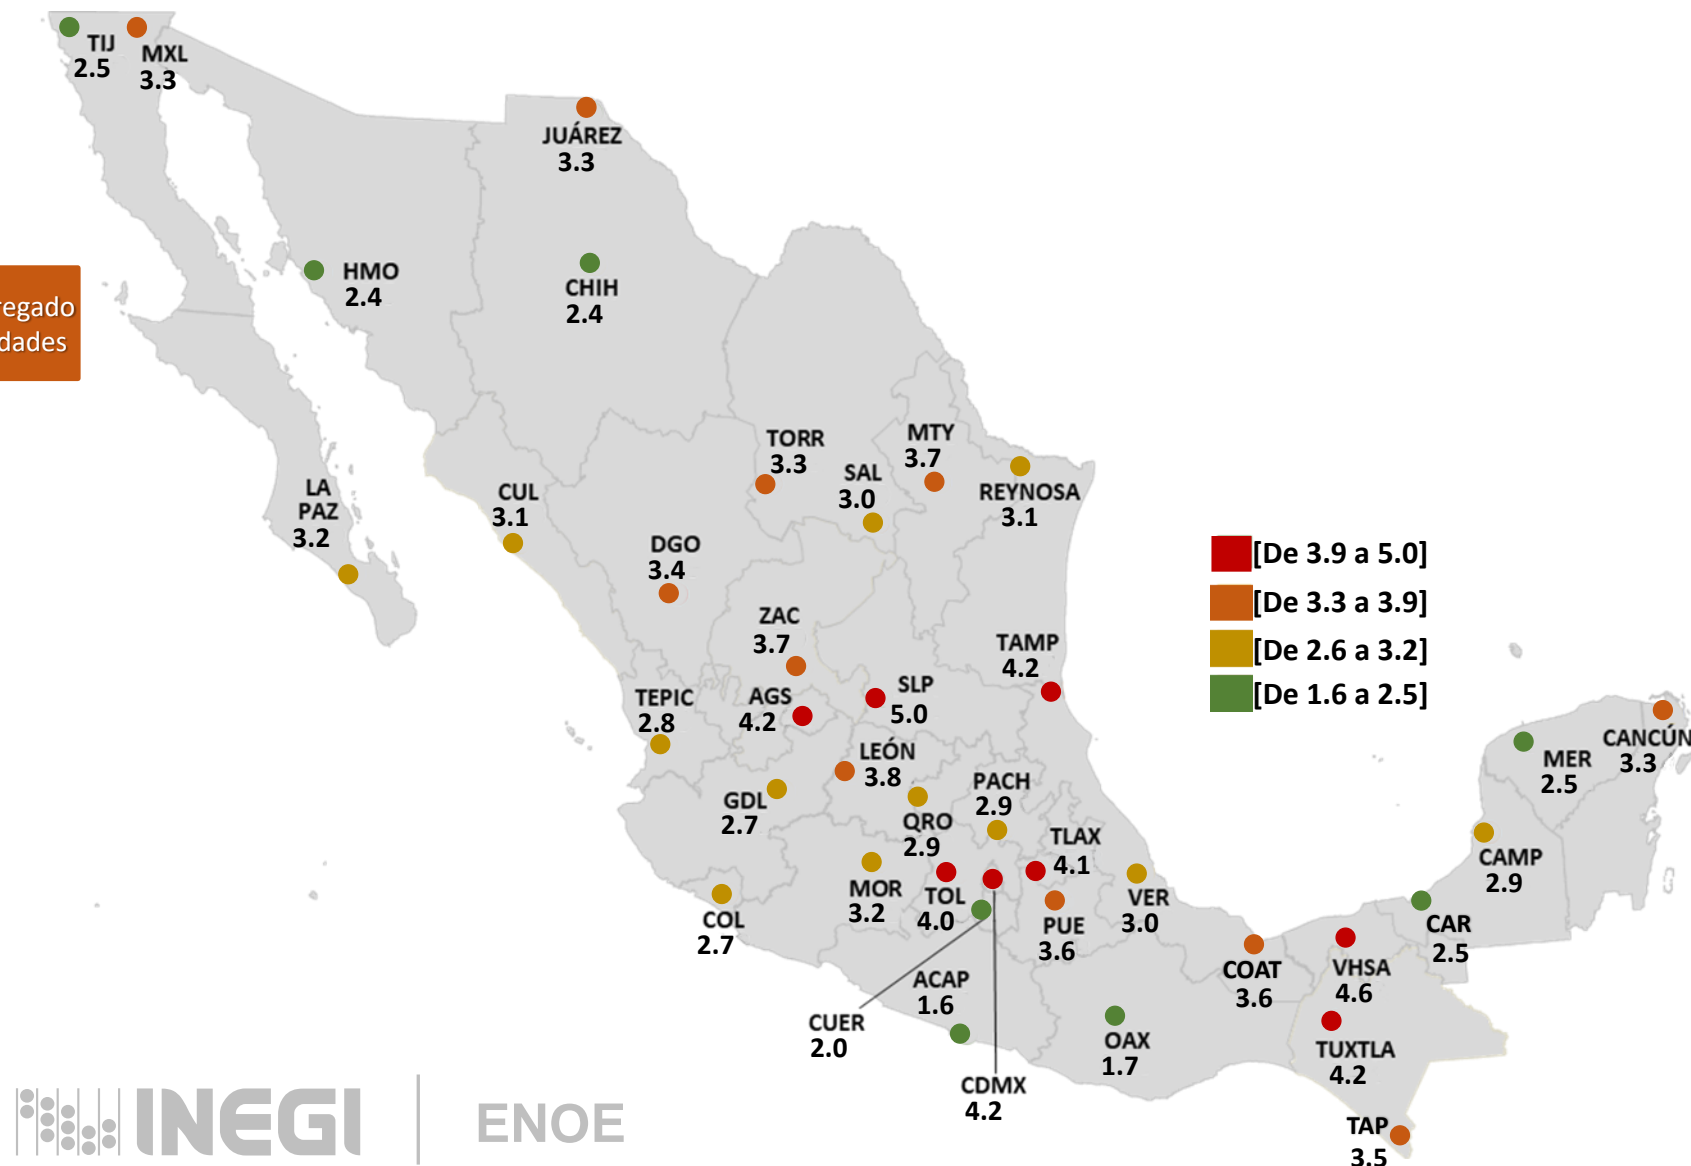 TIJ
2.5
MXL
3.3
JUÁREZ
3.3
HMO
2.4
CHIH
2.4
regado
dades
TORR
3.3
MTY
3.7
SAL
3.0
REYNOSA
3.1
LA
PAZ
3.2
CUL
3.1
DGO
3.4
[De 3.9 a 5.0]
[De 3.3 a 3.9]
[De 2.6 a 3.2]
[De 1.6 a 2.5]
ZAC
3.7
TAMP
4.2
TEPIC
2.8
AGS
4.2
SLP
5.0
LEÓN
3.8
CANCÚN
3.3
MER
2.5
GDL
2.7
PACH
2.9
QRO
2.9
TLAX
4.1
CAMP
2.9
MOR
3.2
TOL
4.0
VER
3.0
COL
2.7
PUE
3.6
CAR
2.5
COAT
3.6
VHSA
4.6
ACAP
1.6
CUER
2.0
OAX
1.7
TUXTLA
4.2
CDMX
4.2
TAP
3.5
INEGI
ENOE